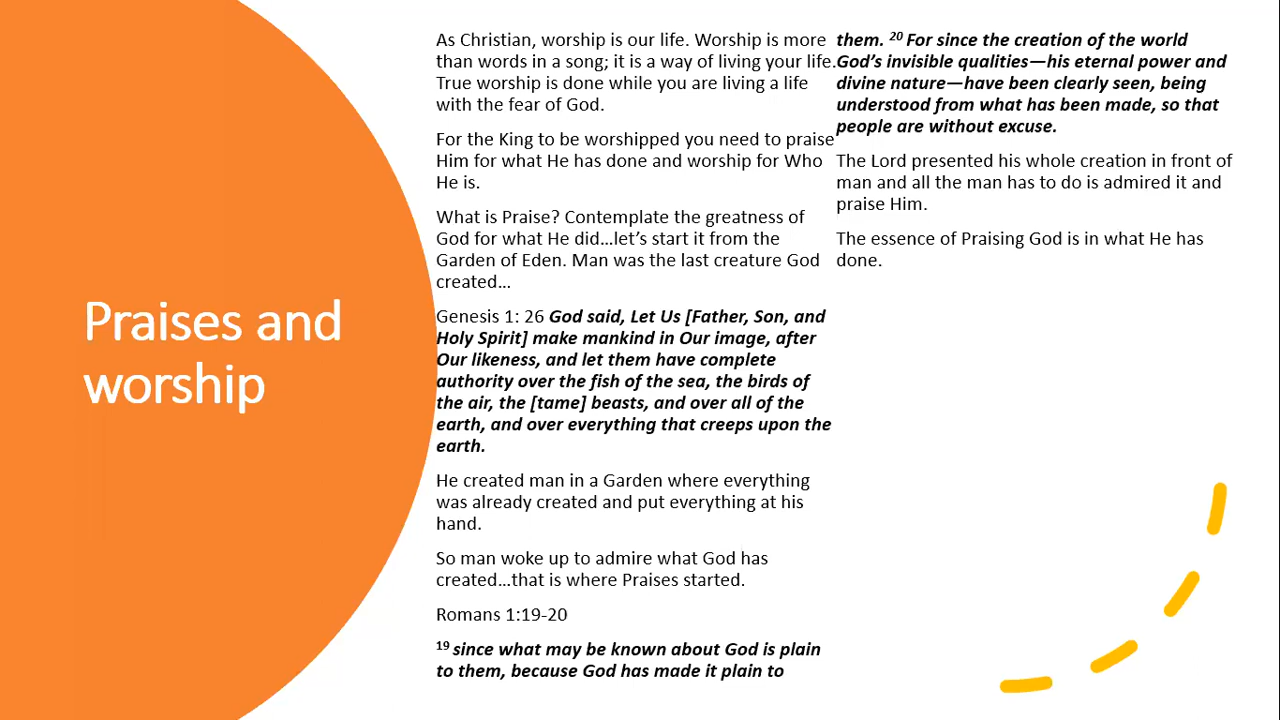 Praises and
worship
As Christian, worship is our life. Worship is more
than words in a song; it is a way of living your life.
True worship is done while you are living a life
with the fear of God.
For the King to be worshipped you need to praise
Him for what He has done and worship for Who
He is.
What is Praise? Contemplate the greatness of
God for what He did…let’s start it from the
Garden of Eden. Man was the last creature God
created…
Genesis 1: 26 God said, Let Us [Father, Son, and
Holy Spirit] make mankind in Our image, after
Our likeness, and let them have complete
authority over the fish of the sea, the birds of
the air, the [tame] beasts, and over all of the
earth, and over everything that creeps upon the
earth.
He created man in a Garden where everything
was already created and put everything at his
hand.
So man woke up to admire what God has
created…that is where Praises started.
Romans 1:19-20
19 since what may be known about God is plain
to them, because God has made it plain to
them. 20 For since the creation of the world
God’s invisible qualities—his eternal power and
divine nature—have been clearly seen, being
understood from what has been made, so that
people are without excuse.
The Lord presented his whole creation in front of
man and all the man has to do is admired it and
praise Him.
The essence of Praising God is in what He has
done.